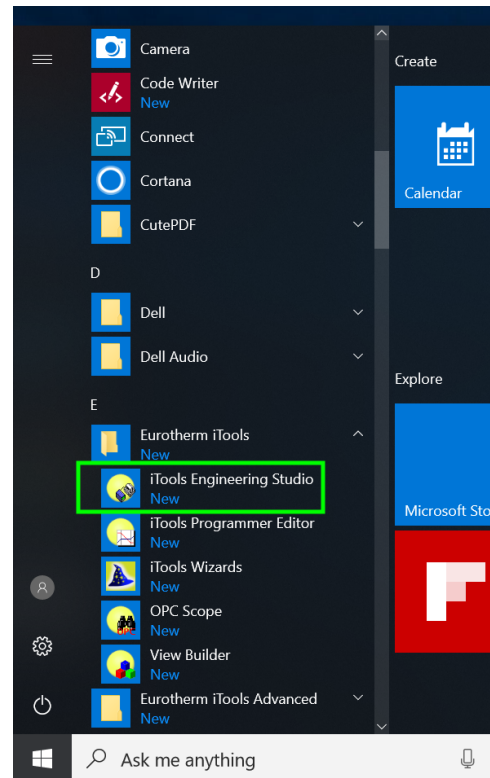 Camera
Code Writer
New
Connect
Cortana
CutePDF
D
Dell
Dell Audio
E
Eurotherm iTools
New
iTools Engineering Studio
New
iTools Programmer Editor
New
iTools Wizards
New
OPC Scope
New
View Builder
New
Eurotherm iTools Advanced
New
Create
Calendar
Explore
Microsoft Sto
Ask me anything